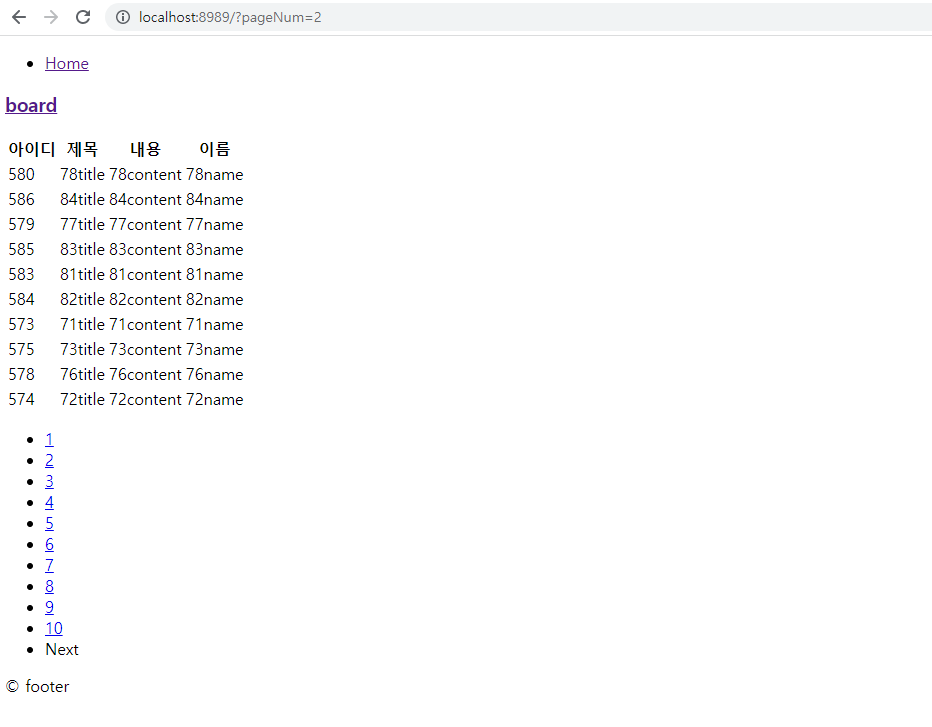 localhost:8989/?pageNum=2
Home
board
아이디 제목 내용 이름
580 78title 78content 78name
586 84title 84content 84name
579 77title 77content 77name
585 83title 83content 83name
583 81title 81content 81name
584 82title 82content 82name
573 71title 71content 71name
575 73title 73content 73name
578 76title 76content 76name
574 72title 72content 72name
1
2
3
4
5
6
7
8
9
10
Next
© footer